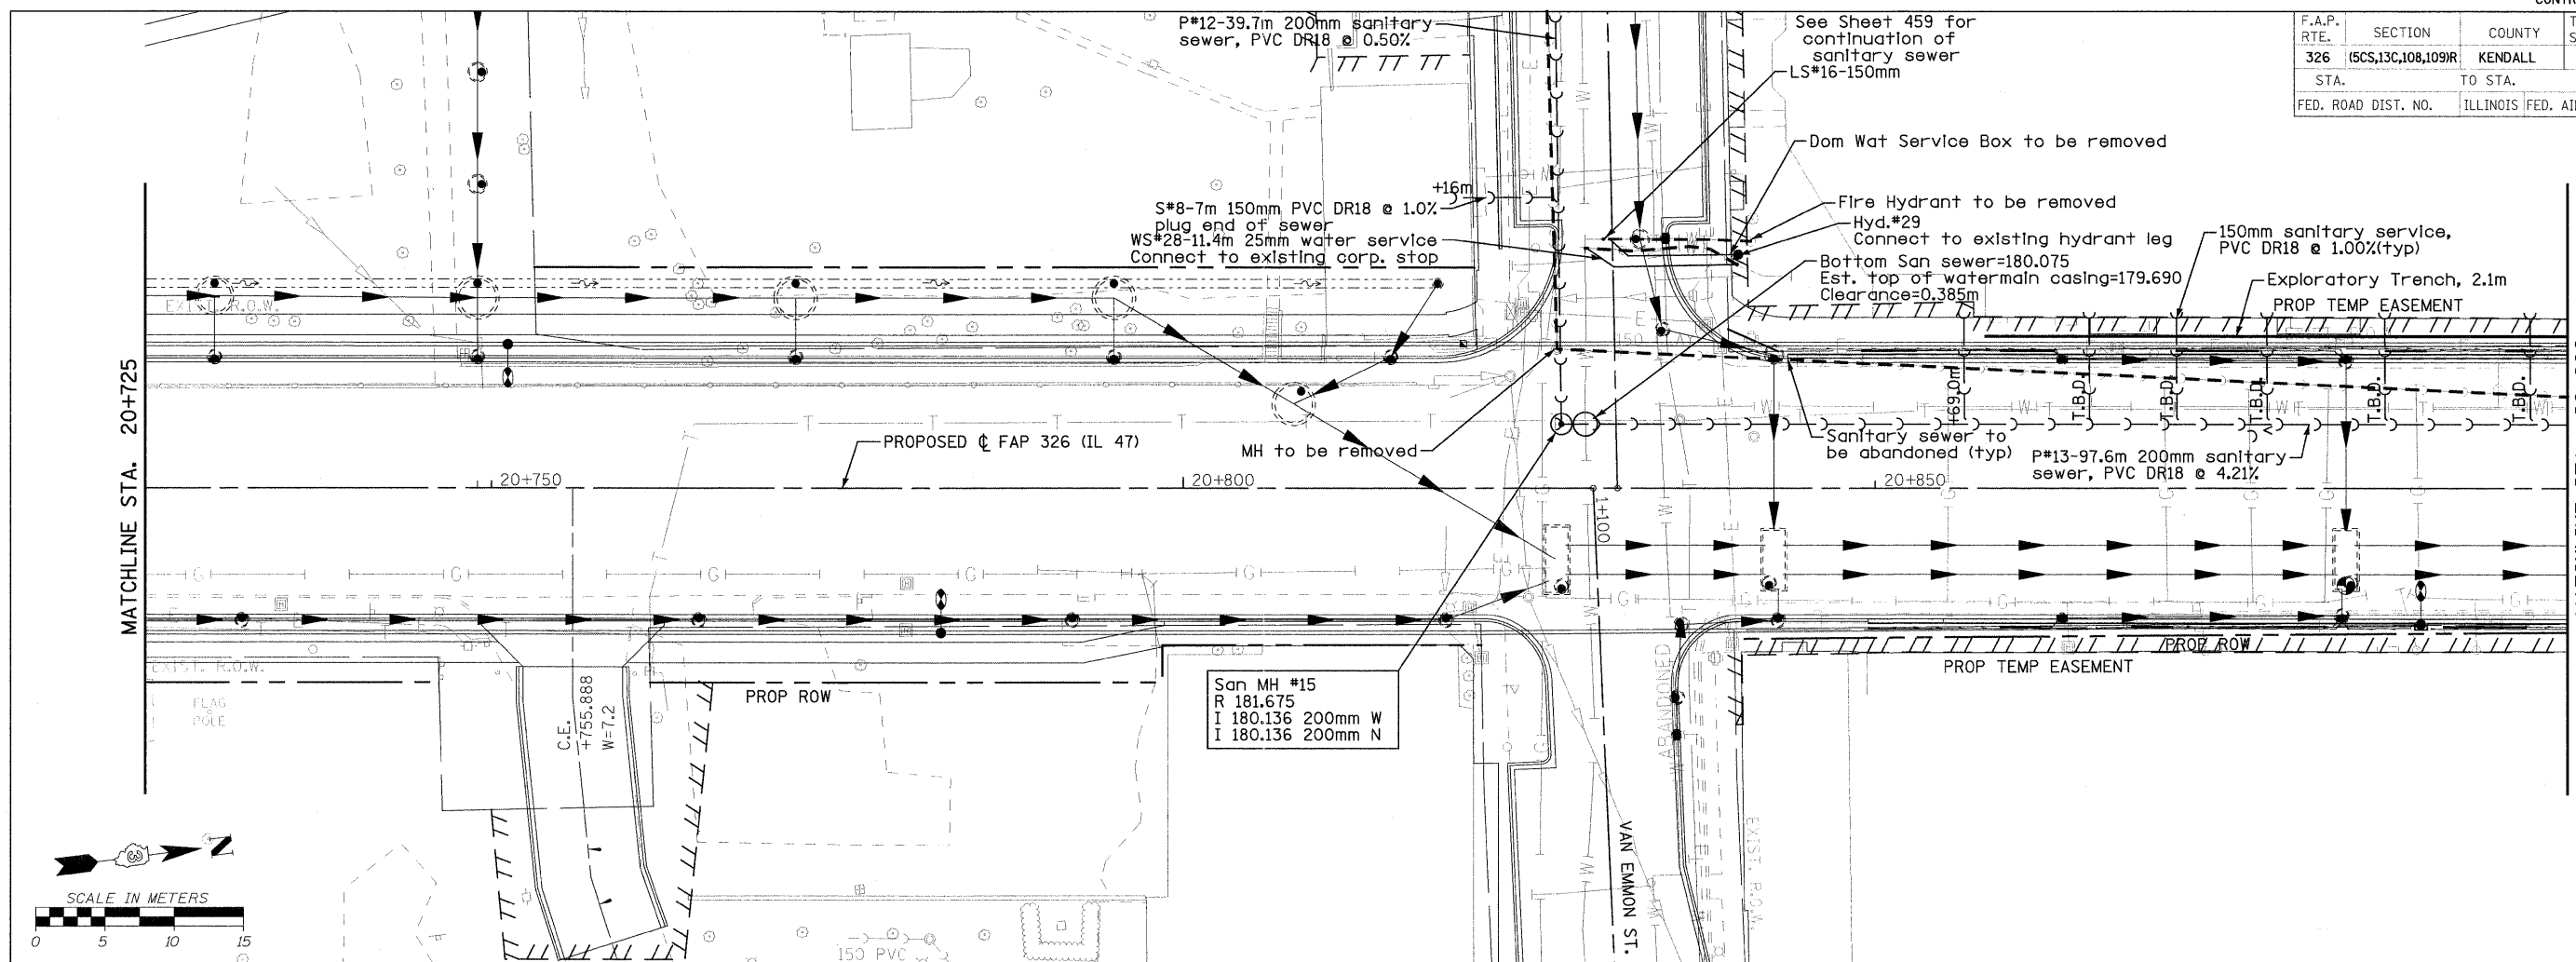 F.A.P.
RTE.
SECTION
COUNTY
326
(5CS,13C,108,109)R
KENDALL
STA.
TO STA.
FED. ROAD DIST. NO.
ILLINOIS
FED.
P#12-39.7m 200mm sanitary
sewer, PVC DR18 @ 0.50%
See Sheet 459 for
continuation of
sanitary sewer
LS#16-150mm
Dom Wat Service Box to be removed
+16m
S#8-7m 150mm PVC DR18 @ 1.0%
plug end of sewer
WS#28-11.4m 25mm water service
Connect to existing corp. stop
Fire Hydrant to be removed
Hyd.#29
Connect to existing hydrant leg
Bottom San sewer=180.075
Est. top of watermain casing=179.690
Clearance=0.385m
150mm sanitary service,
PVC DR18 @ 1.00%(typ)
Exploratory Trench, 2.1m
PROP TEMP EASEMENT
EXIST. R.O.W.
MATCHLINE STA. 20+725
+69.0m
T.B.D.
T.B.D.
T.B.D.
T.B.D.
T.B.D.
PROPOSED ℄ FAP 326 (IL 47)
MH to be removed
Sanitary sewer to
be abandoned (typ)
P#13-97.6m 200mm sanitary
sewer, PVC DR18 @ 4.21%
20+750
20+800
20+850
1+100
EXIST. R.O.W.
FLAG
POLE
C.E.
+755.888
W=7.2
PROP ROW
San MH #15
R 181.675
I 180.136 200mm W
I 180.136 200mm N
ABANDONED
PROP ROW
PROP TEMP EASEMENT
VAN EMMON ST.
EXIST. R.O.W.
N
SCALE IN METERS
0 5 10 15
150 PVC